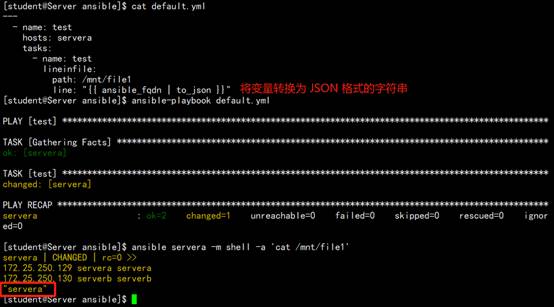 [student@Server ansible]$ cat default.yml
---
  - name: test
    hosts: servera
    tasks:
      - name: test
        lineinfile:
          path: /mnt/file1
          line: "{{ ansible_fqdn | to_json }}" 将变量转换为 JSON 格式的字符串
[student@Server ansible]$ ansible-playbook default.yml

PLAY [test] *********************************************************************

TASK [Gathering Facts] **********************************************************
ok: [servera]

TASK [test] *********************************************************************
changed: [servera]

PLAY RECAP **********************************************************************
servera                    : ok=2    changed=1    unreachable=0    failed=0    skipped=0    rescued=0    ignor
ed=0

[student@Server ansible]$ ansible servera -m shell -a 'cat /mnt/file1'
servera | CHANGED | rc=0 >>
172.25.250.129 servera servera
172.25.250.130 serverb serverb
"servera"
[student@Server ansible]$